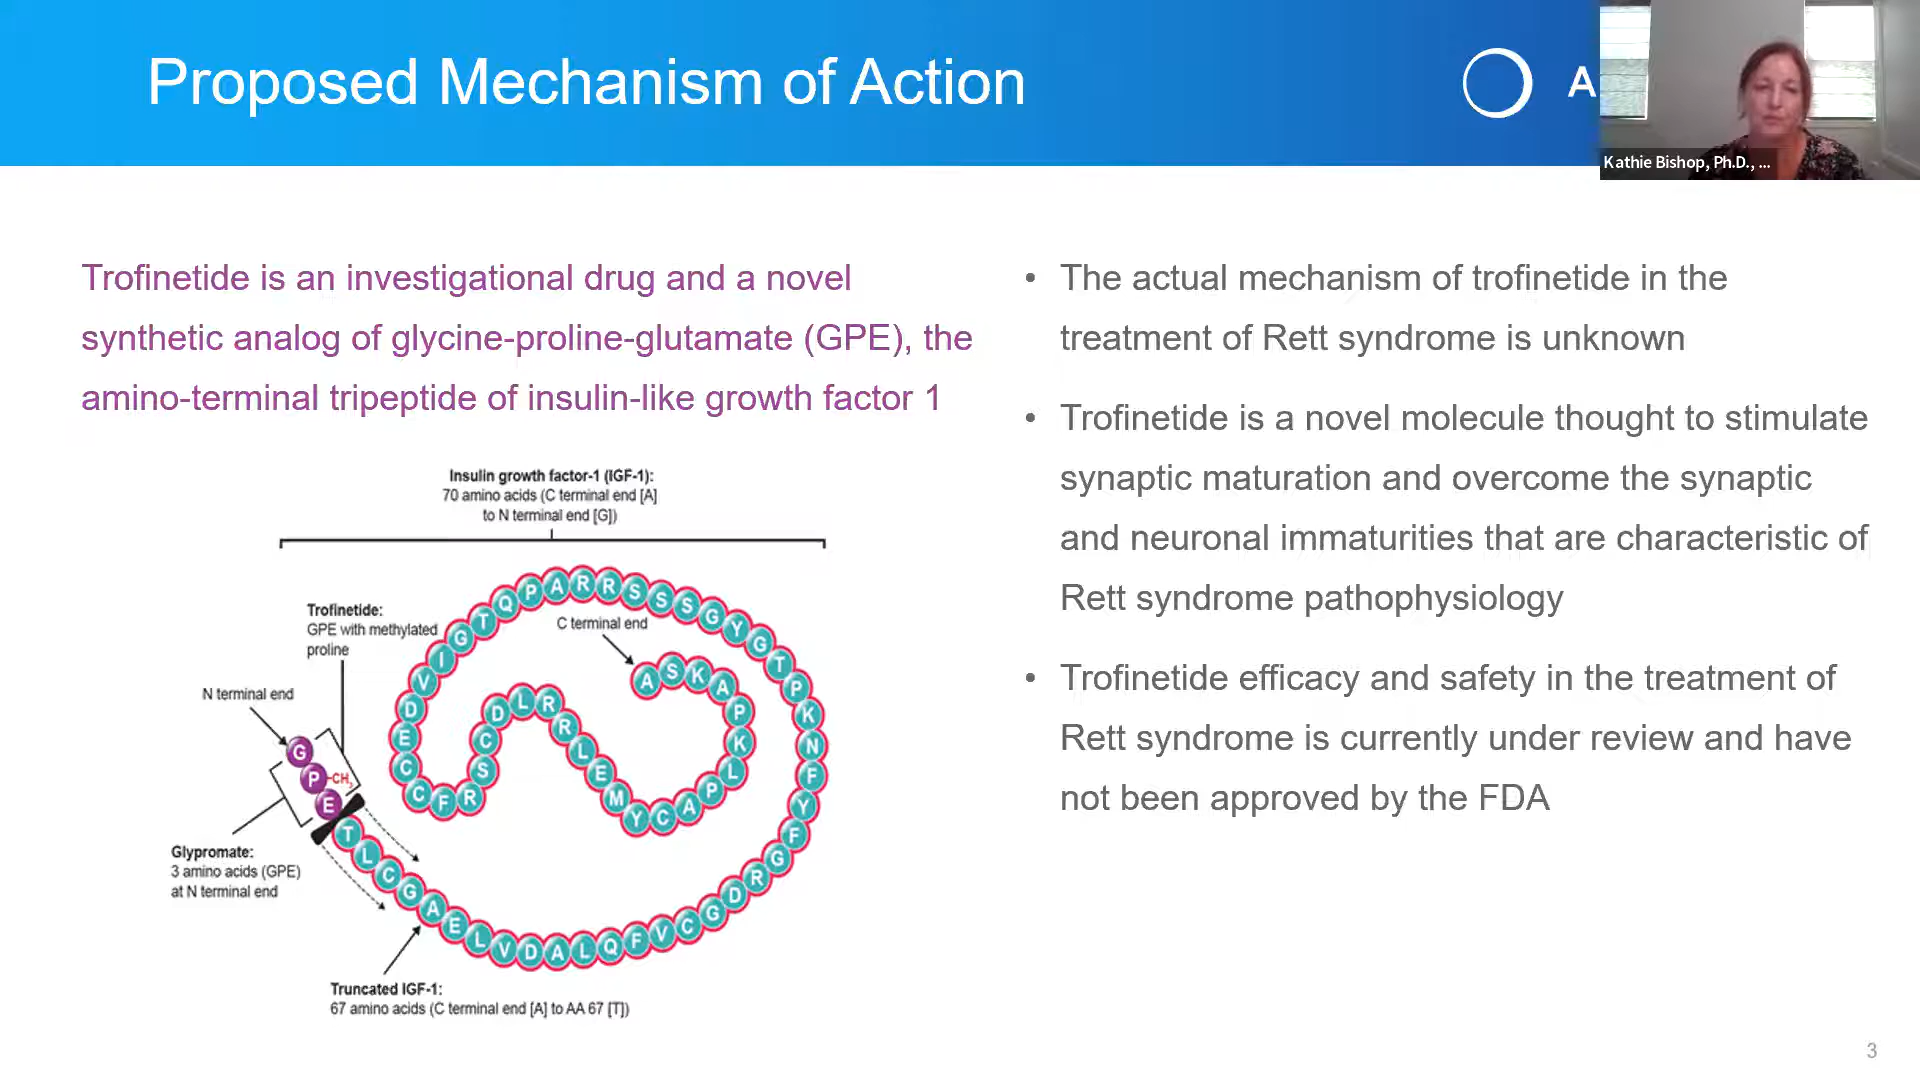 Proposed Mechanism of Action
A
Kathie Bishop, Ph.D., ...
Trofinetide is an investigational drug and a novel
synthetic analog of glycine-proline-glutamate (GPE), the
amino-terminal tripeptide of insulin-like growth factor 1
• The actual mechanism of trofinetide in the
treatment of Rett syndrome is unknown
• Trofinetide is a novel molecule thought to stimulate
synaptic maturation and overcome the synaptic
and neuronal immaturities that are characteristic of
Rett syndrome pathophysiology
• Trofinetide efficacy and safety in the treatment of
Rett syndrome is currently under review and have
not been approved by the FDA
Insulin growth factor-1 (IGF-1):
70 amino acids (C terminal end [A]
to N terminal end [G])
Trofinetide:
GPE with methylated
proline
C terminal end
N terminal end
G P E
CH3
T L C G A E L V D A L Q F V C G D R G F Y F N K P T G Y G S S S R R A P Q T G I V D E C C F R S C D L R R L E M Y C A P L K P A K S A
Glypromate:
3 amino acids (GPE)
at N terminal end
Truncated IGF-1:
67 amino acids (C terminal end [A] to AA 67 [T])
3